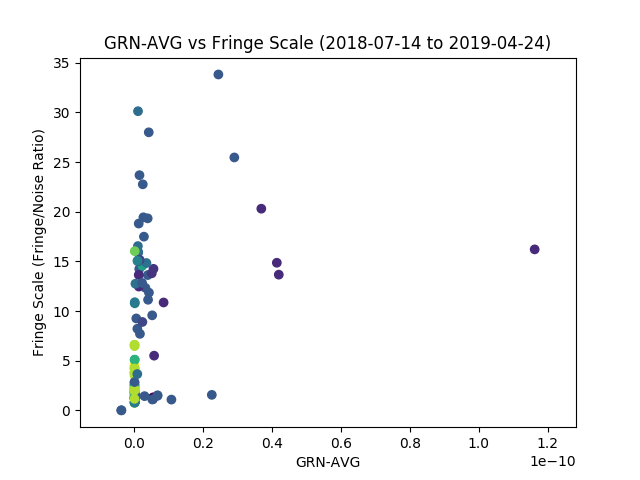 GRN-AVG vs Fringe Scale (2018-07-14 to 2019-04-24)
35
30
25
20
15
10
5
0
Fringe Scale (Fringe/Noise Ratio)
0.0 0.2 0.4 0.6 0.8 1.0 1.2
1e−10
GRN-AVG